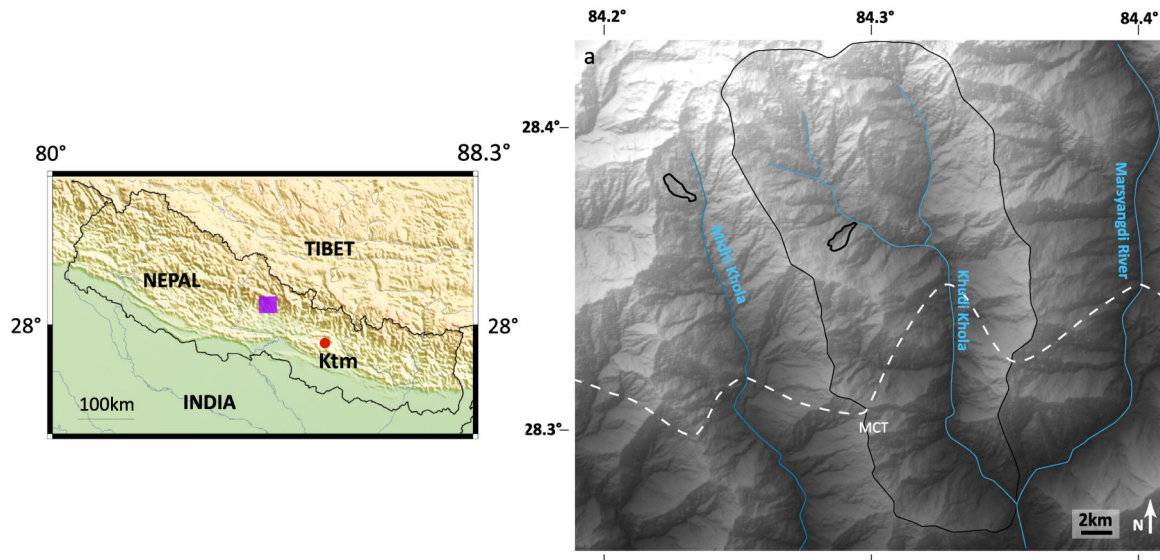 80°
88.3°
TIBET
NEPAL
28°
28°
Ktm
100km
INDIA
84.2°
84.3°
84.4°
a
28.4°
28.3°
Midhi Khola
Khudi Khola
Marsyangdi River
MCT
2km
N